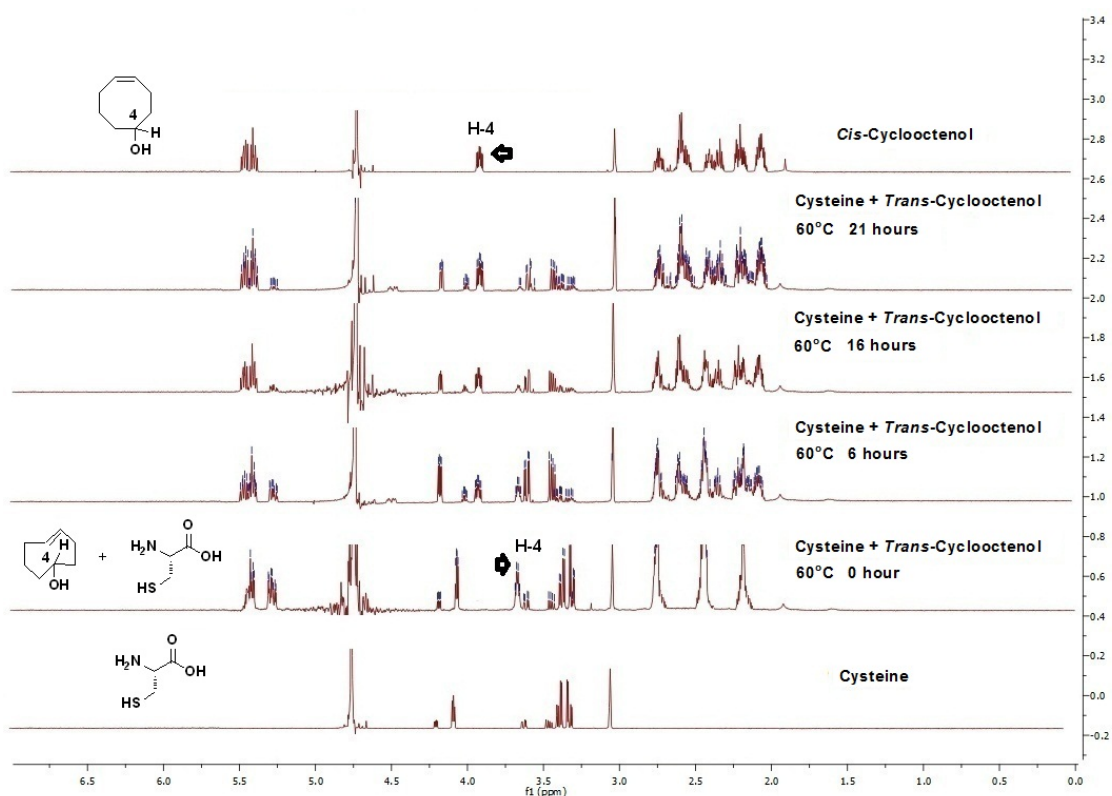 4
H
OH
H-4
Cis-Cyclooctenol
Cysteine + Trans-Cyclooctenol
60°C 21 hours
Cysteine + Trans-Cyclooctenol
60°C 16 hours
Cysteine + Trans-Cyclooctenol
60°C 6 hours
H
4
OH
+
H₂N
O
OH
HS
H-4
Cysteine + Trans-Cyclooctenol
60°C 0 hour
O
H₂N
OH
HS
Cysteine
3.4
3.2
3.0
2.8
2.6
2.4
2.2
2.0
1.8
1.6
1.4
1.2
1.0
0.8
0.6
0.4
0.2
0.0
-0.2
6.5 6.0 5.5 5.0 4.5 4.0 3.5 3.0 2.5 2.0 1.5 1.0 0.5 0.0
f1 (ppm)